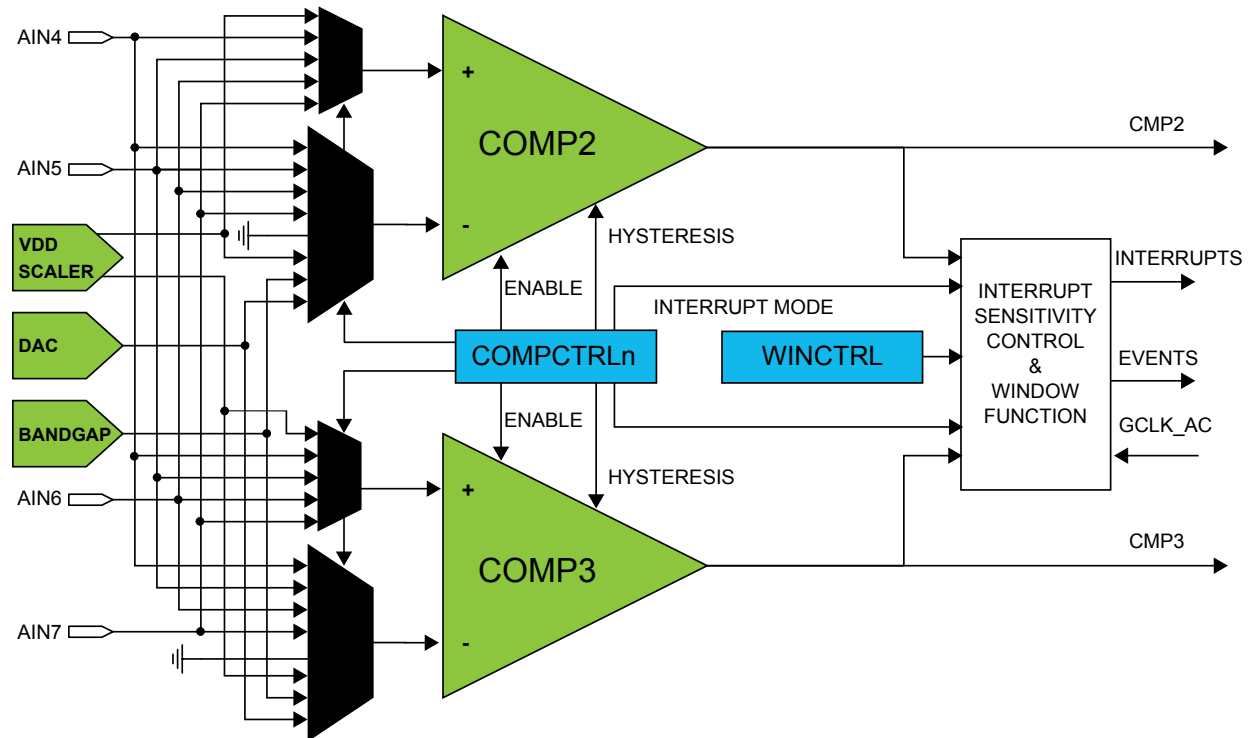 AIN4
+
COMP2
CMP2
AIN5
-
HYSTERESIS
VDD
SCALER
ENABLE
INTERRUPTS
INTERRUPT MODE
INTERRUPT
SENSITIVITY
CONTROL
&
WINDOW
FUNCTION
DAC
COMPCTRLn
WINCTRL
EVENTS
BANDGAP
ENABLE
GCLK_AC
HYSTERESIS
AIN6
+
COMP3
CMP3
AIN7
-